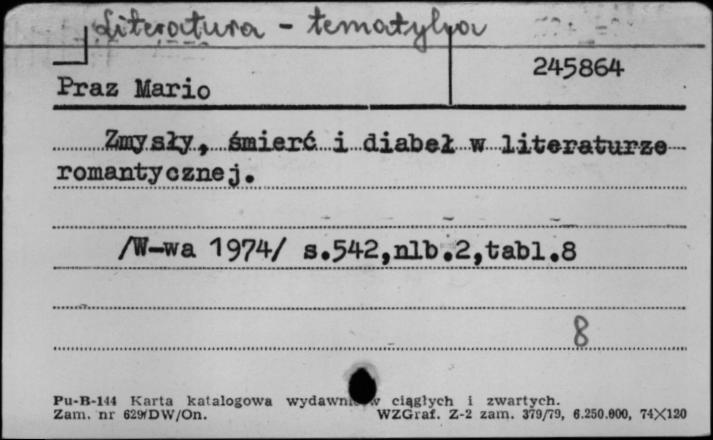 Literatura - tematyka
245864
Praz Mario
Zmysły, śmierć i diabeł w literaturze
romantycznej.
/W-wa 1974/ s.542,nlb.2,tabl.8
8
Pu-B-144 Karta katalogowa wydawnictw ciągłych i zwartych.
Zam. nr 629/DW/On. WZGraf. Z-2 zam. 379/79, 6.250.000, 74X120